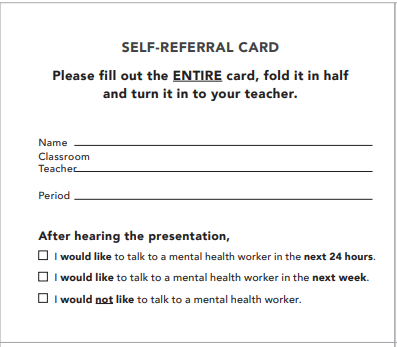 SELF-REFERRAL CARD
Please fill out the ENTIRE card, fold it in half
and turn it in to your teacher.
Name
Classroom
Teacher
Period
After hearing the presentation,
I would like to talk to a mental health worker in the next 24 hours.
I would like to talk to a mental health worker in the next week.
I would not like to talk to a mental health worker.